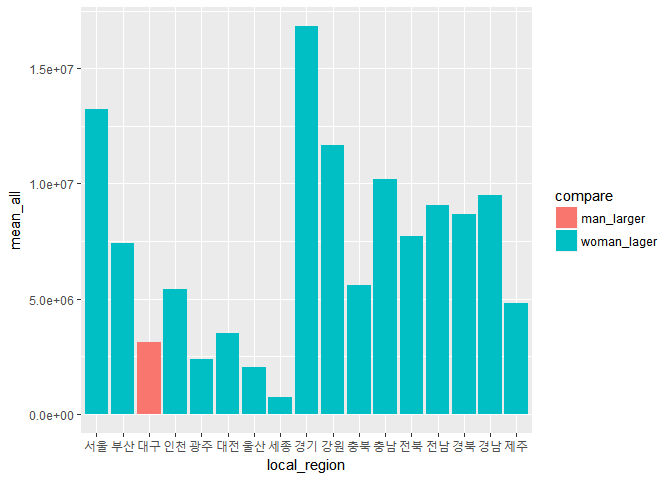 mean_all
1.5e+07
1.0e+07
5.0e+06
0.0e+00
서울 부산 대구 인천 광주 대전 울산 세종 경기 강원 충북 충남 전북 전남 경북 경남 제주
local_region
compare
man_larger
woman_lager